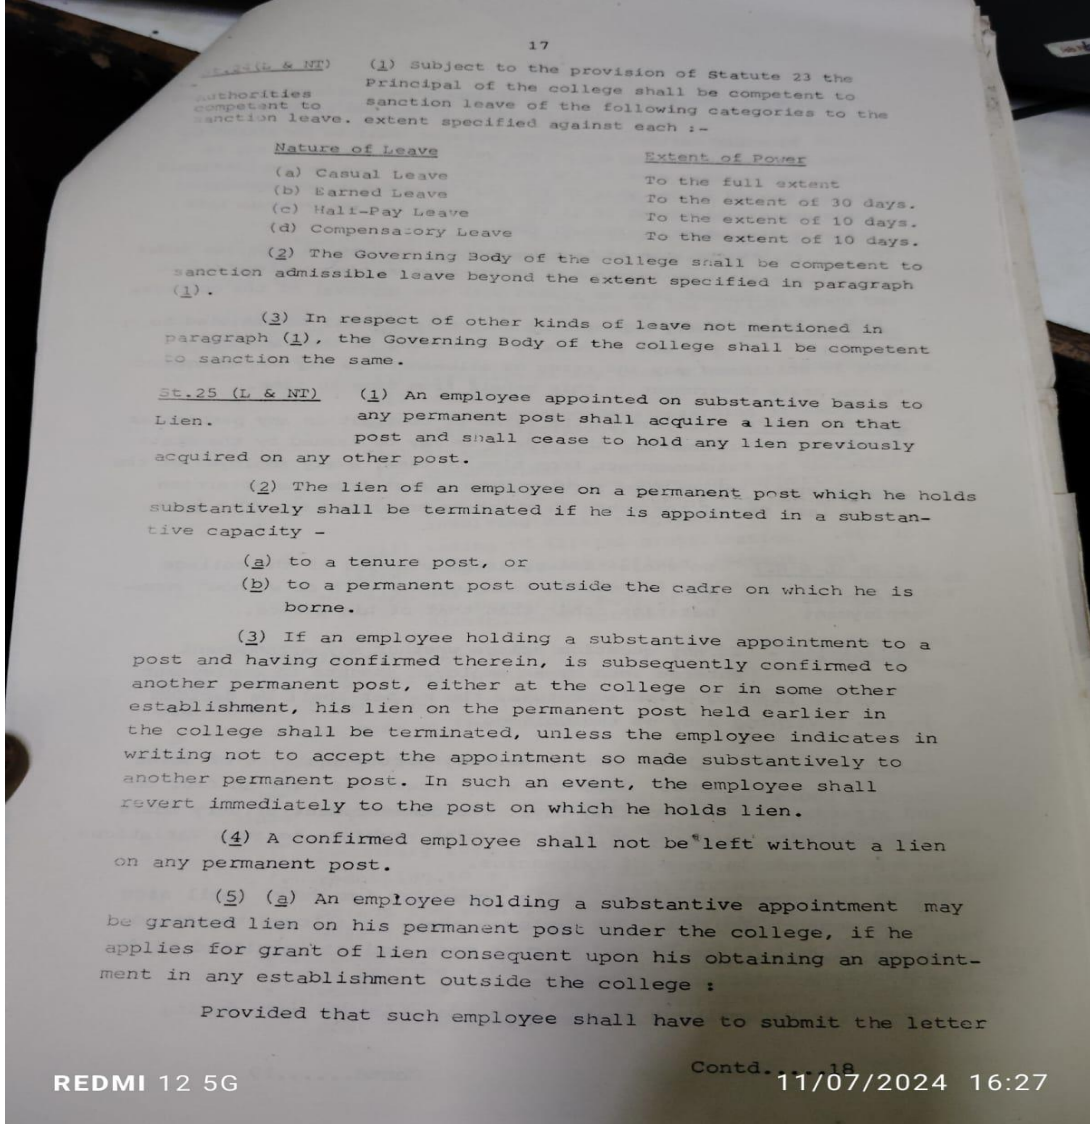 17
St.24(L & NT) (1) Subject to the provision of Statute 23 the
Principal of the college shall be competent to
Authorities
competent to sanction leave of the following categories to the
sanction leave. extent specified against each :-
Nature of Leave Extent of Power
(a) Casual Leave To the full extent
(b) Earned Leave To the extent of 30 days.
(c) Half-Pay Leave To the extent of 10 days.
(d) Compensatory Leave To the extent of 10 days.
(2) The Governing Body of the college shall be competent to
sanction admissible leave beyond the extent specified in paragraph
(1).
(3) In respect of other kinds of leave not mentioned in
paragraph (1), the Governing Body of the college shall be competent
to sanction the same.
St.25 (L & NT) (1) An employee appointed on substantive basis to
Lien. any permanent post shall acquire a lien on that
post and shall cease to hold any lien previously
acquired on any other post.
(2) The lien of an employee on a permanent post which he holds
substantively shall be terminated if he is appointed in a substan-
tive capacity -
(a) to a tenure post, or
(b) to a permanent post outside the cadre on which he is
borne.
(3) If an employee holding a substantive appointment to a
post and having confirmed therein, is subsequently confirmed to
another permanent post, either at the college or in some other
establishment, his lien on the permanent post held earlier in
the college shall be terminated, unless the employee indicates in
writing not to accept the appointment so made substantively to
another permanent post. In such an event, the employee shall
revert immediately to the post on which he holds lien.
(4) A confirmed employee shall not be left without a lien
on any permanent post.
(5) (a) An employee holding a substantive appointment may
be granted lien on his permanent post under the college, if he
applies for grant of lien consequent upon his obtaining an appoint-
ment in any establishment outside the college :
Provided that such employee shall have to submit the letter
Contd.....18
REDMI 12 5G 11/07/2024 16:27